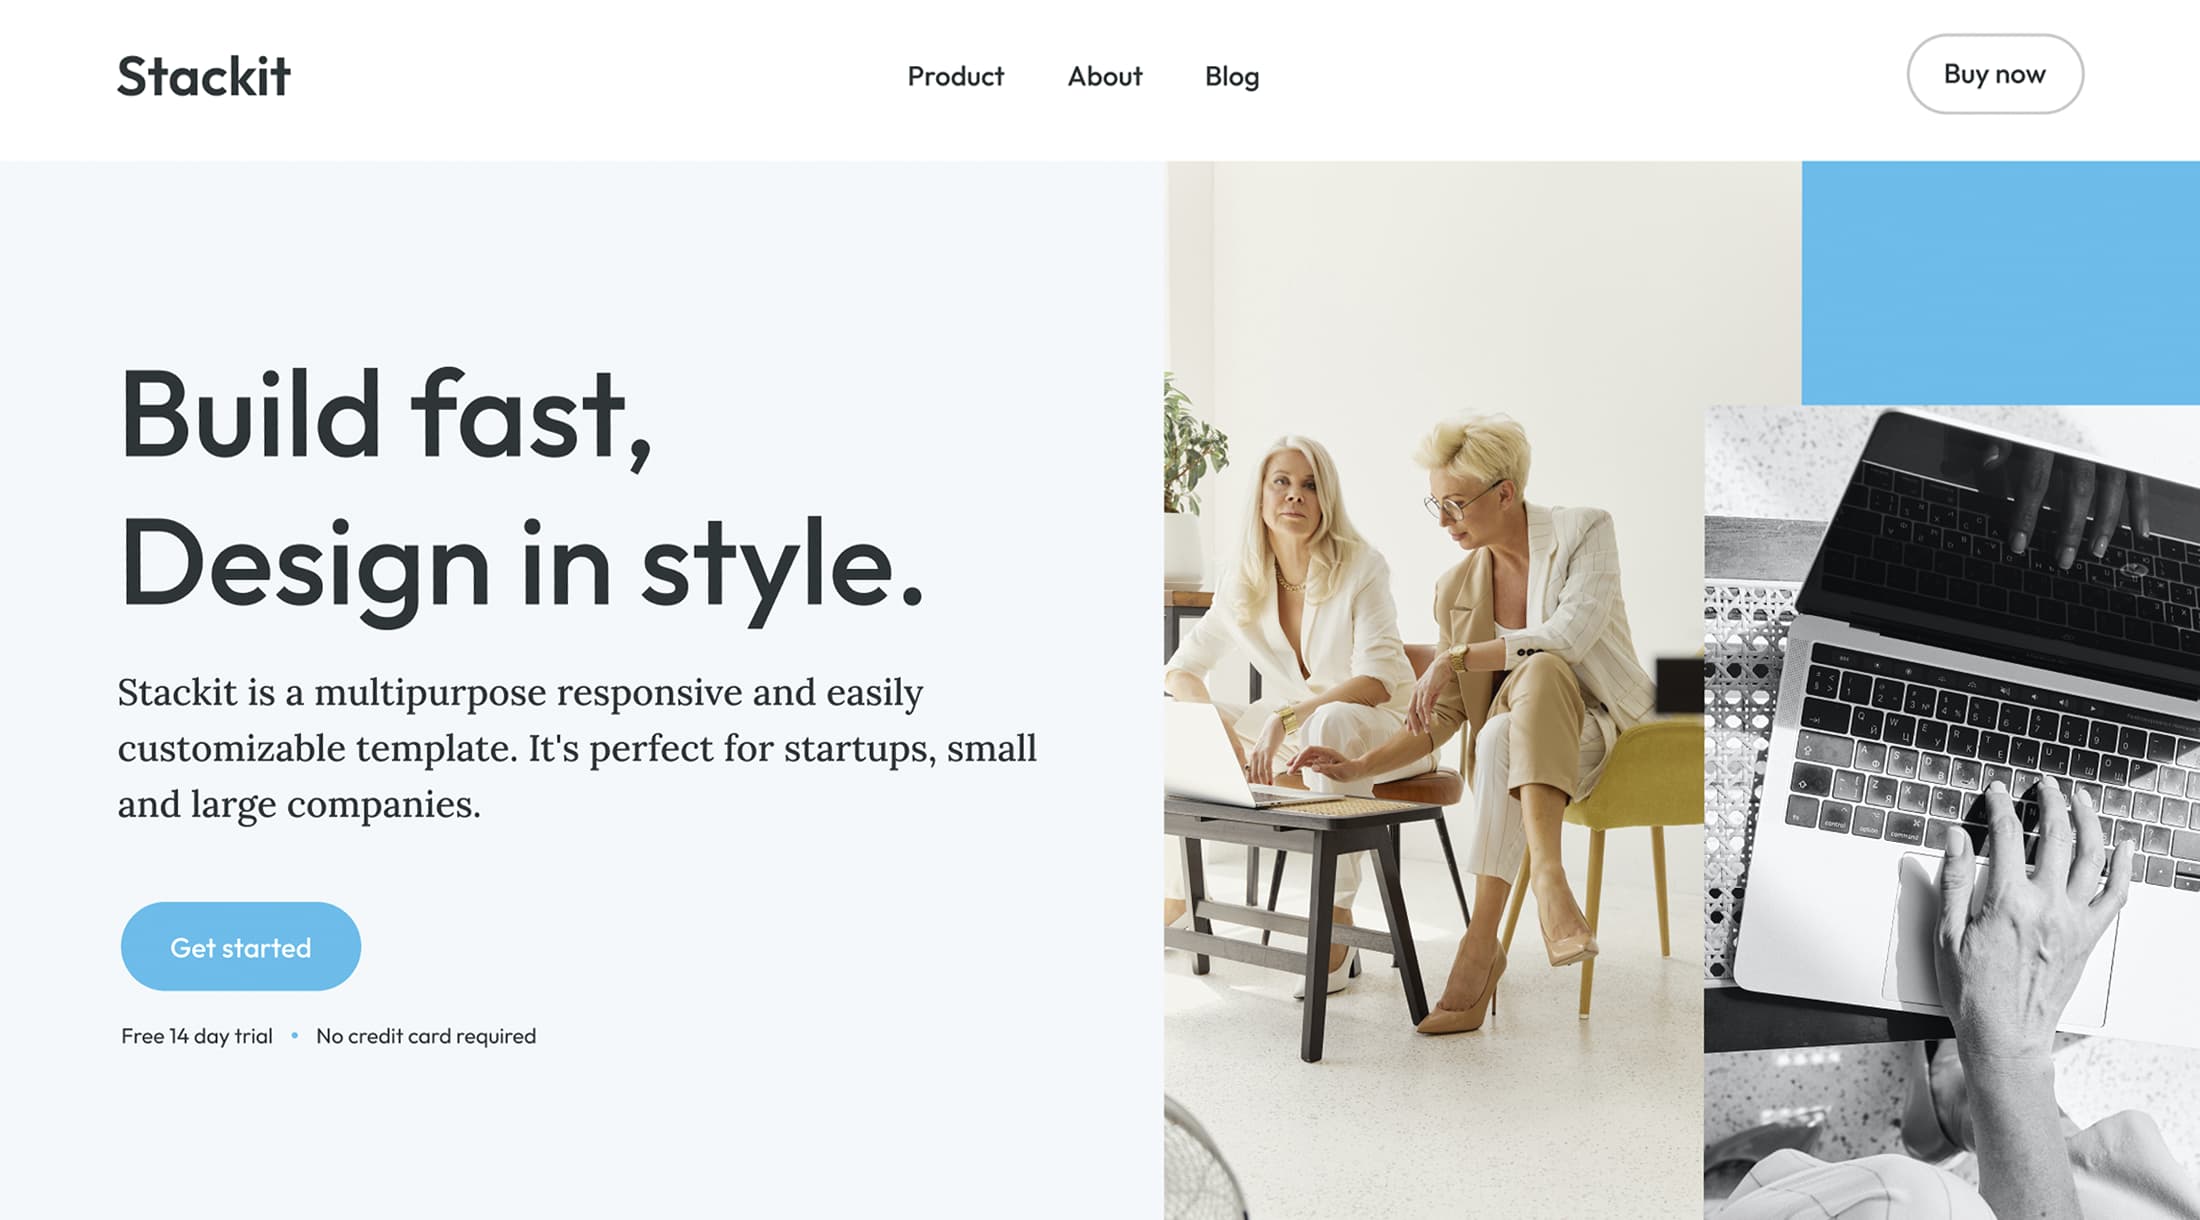 Stackit
Product
About
Blog
Buy now
Build fast,
Design in style.
Stackit is a multipurpose responsive and easily
customizable template. It's perfect for startups, small
and large companies.
Get started
Free 14 day trial • No credit card required